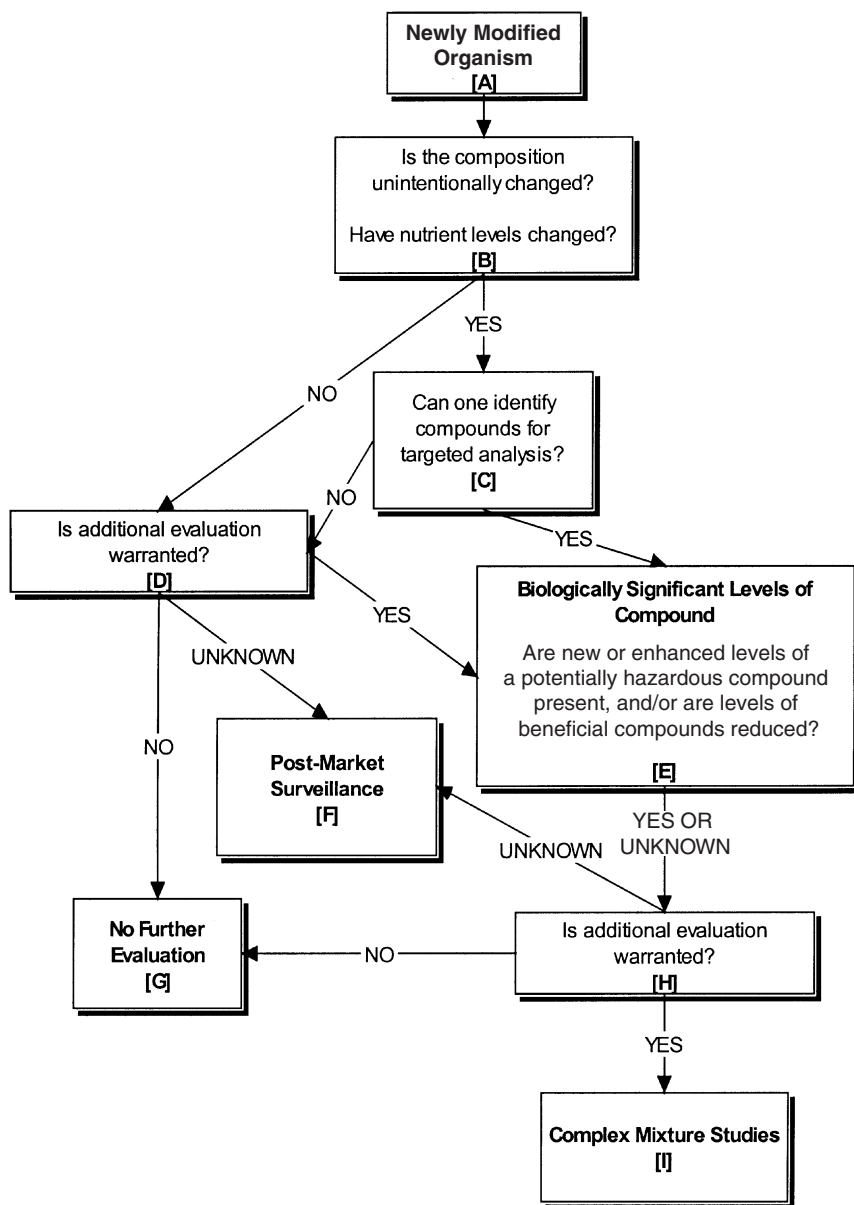 Newly Modified
Organism
[A]
Is the composition
unintentionally changed?
Have nutrient levels changed?
[B]
YES
NO
Can one identify
compounds for
targeted analysis?
[C]
NO
YES
Is additional evaluation
warranted?
[D]
YES
UNKNOWN
NO
Biologically Significant Levels of
Compound
Are new or enhanced levels of
a potentially hazardous compound
present, and/or are levels of
beneficial compounds reduced?
[E]
Post-Market
Surveillance
[F]
YES OR
UNKNOWN
UNKNOWN
No Further
Evaluation
[G]
NO
Is additional evaluation
warranted?
[H]
YES
Complex Mixture Studies
[I]